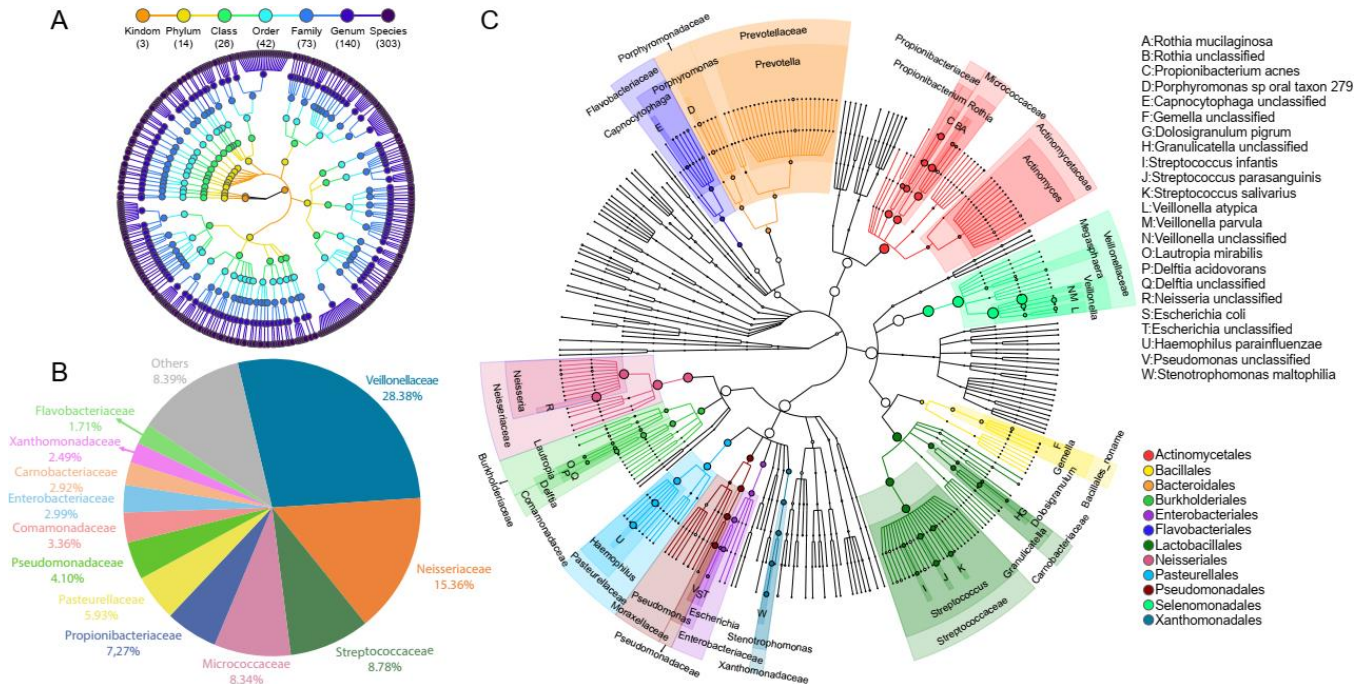 A
Kindom Phylum Class Order Family Genum Species
(3) (14) (26) (42) (73) (140) (303)
B
Others
8.39%
Veillonellaceae
28.38%
Flavobacteriaceae
1.71%
Xanthomonadaceae
2.49%
Carnobacteriaceae
2.92%
Enterobacteriaceae
2.99%
Comamonadaceae
3.36%
Pseudomonadaceae
4.10%
Pasteurellaceae
5.93%
Propionibacteriaceae
7,27%
Micrococcaceae
8.34%
Streptococcaceae
8.78%
Neisseriaceae
15.36%
C
Porphyromonadaceae
Prevotellaceae
Prevotella
Porphyromonas
D
Flavobacteriaceae
Capnocytophaga
E
Propionibacteriaceae
Propionibacterium
Rothia
Micrococcaceae
C BA
Actinomycetaceae
Actinomyces
Megasphaera
Veillonellaceae
Veillonella
NM L
F
Gemella
Bacillales_noname
HG
Dolosigranulum
Granulicatella
Carnobacteriaceae
I J K
Streptococcus
Streptococcaceae
W
Stenotrophomonas
Xanthomonadaceae
VST
Escherichia
Enterobacteriaceae
Pseudomonas
Moraxellaceae
Pseudomonadaceae
U
Haemophilus
Pasteurellaceae
O
P Q
Lautropia
Delftia
Comamonadaceae
Burkholderiaceae
R
Neisseria
Neisseriaceae
A:Rothia mucilaginosa
B:Rothia unclassified
C:Propionibacterium acnes
D:Porphyromonas sp oral taxon 279
E:Capnocytophaga unclassified
F:Gemella unclassified
G:Dolosigranulum pigrum
H:Granulicatella unclassified
I:Streptococcus infantis
J:Streptococcus parasanguinis
K:Streptococcus salivarius
L:Veillonella atypica
M:Veillonella parvula
N:Veillonella unclassified
O:Lautropia mirabilis
P:Delftia acidovorans
Q:Delftia unclassified
R:Neisseria unclassified
S:Escherichia coli
T:Escherichia unclassified
U:Haemophilus parainfluenzae
V:Pseudomonas unclassified
W:Stenotrophomonas maltophilia
Actinomycetales
Bacillales
Bacteroidales
Burkholderiales
Enterobacteriales
Flavobacteriales
Lactobacillales
Neisseriales
Pasteurellales
Pseudomonadales
Selenomonadales
Xanthomonadales